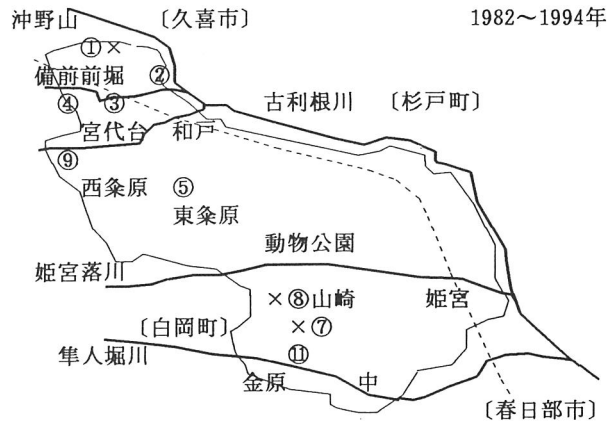 沖野山 〔久喜市〕 1982～1994年
①×
備前前堀 ②
④ ③ 古利根川 〔杉戸町〕
宮代台 和戸
⑨
西粂原 ⑤
東粂原
動物公園
姫宮落川
×⑧山崎 姫宮
〔白岡町〕 ×⑦
隼人堀川 ⑪
金原 中
〔春日部市〕